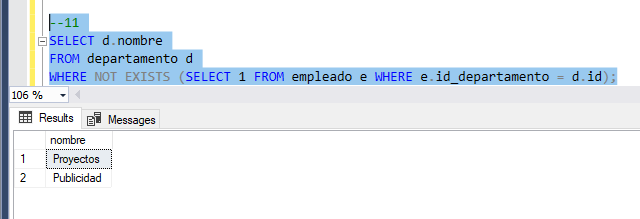 --11
SELECT d.nombre
FROM departamento d
WHERE NOT EXISTS (SELECT 1 FROM empleado e WHERE e.id_departamento = d.id);
106 %
Results Messages
nombre
1 Proyectos
2 Publicidad